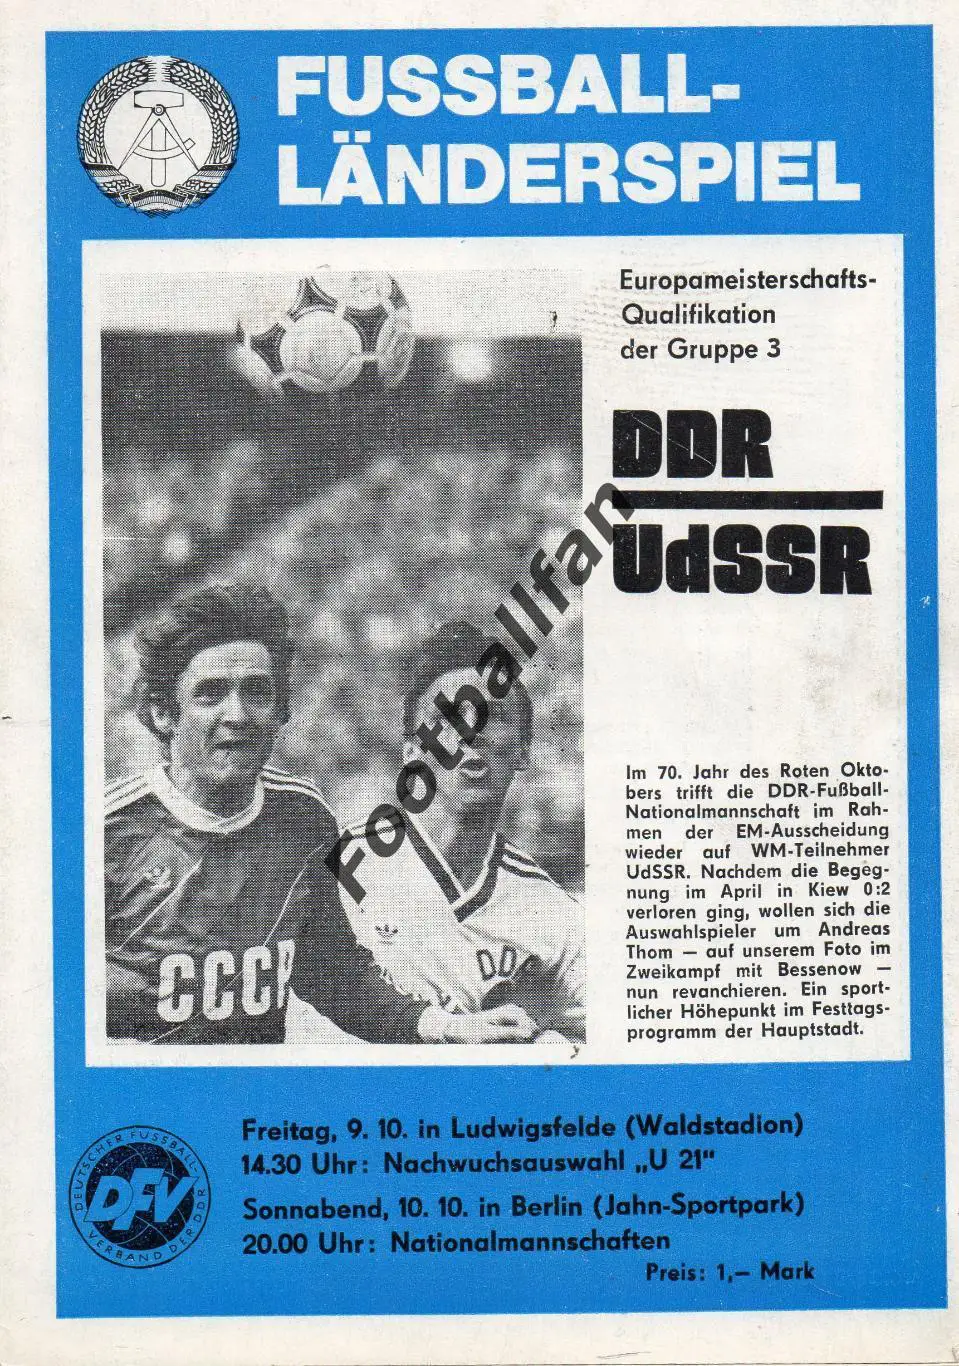 FUSSBALL-
LÄNDERSPIEL
Europameisterschafts-
Qualifikation
der Gruppe 3
DDR
UdSSR
Footballfan
CCCP
DDR
Im 70. Jahr des Roten Okto-
bers trifft die DDR-Fußball-
Nationalmannschaft im Rah-
men der EM-Ausscheidung
wieder auf WM-Teilnehmer
UdSSR. Nachdem die Begeg-
nung im April in Kiew 0:2
verloren ging, wollen sich die
Auswahlspieler um Andreas
Thom — auf unserem Foto im
Zweikampf mit Bessenow —
nun revanchieren. Ein sport-
licher Höhepunkt im Festtags-
programm der Hauptstadt.
DEUTSCHER FUSSBALL-
DFV
VERBAND DER DDR
Freitag, 9. 10. in Ludwigsfelde (Waldstadion)
14.30 Uhr: Nachwuchsauswahl „U 21"
Sonnabend, 10. 10. in Berlin (Jahn-Sportpark)
20.00 Uhr: Nationalmannschaften
Preis: 1,— Mark